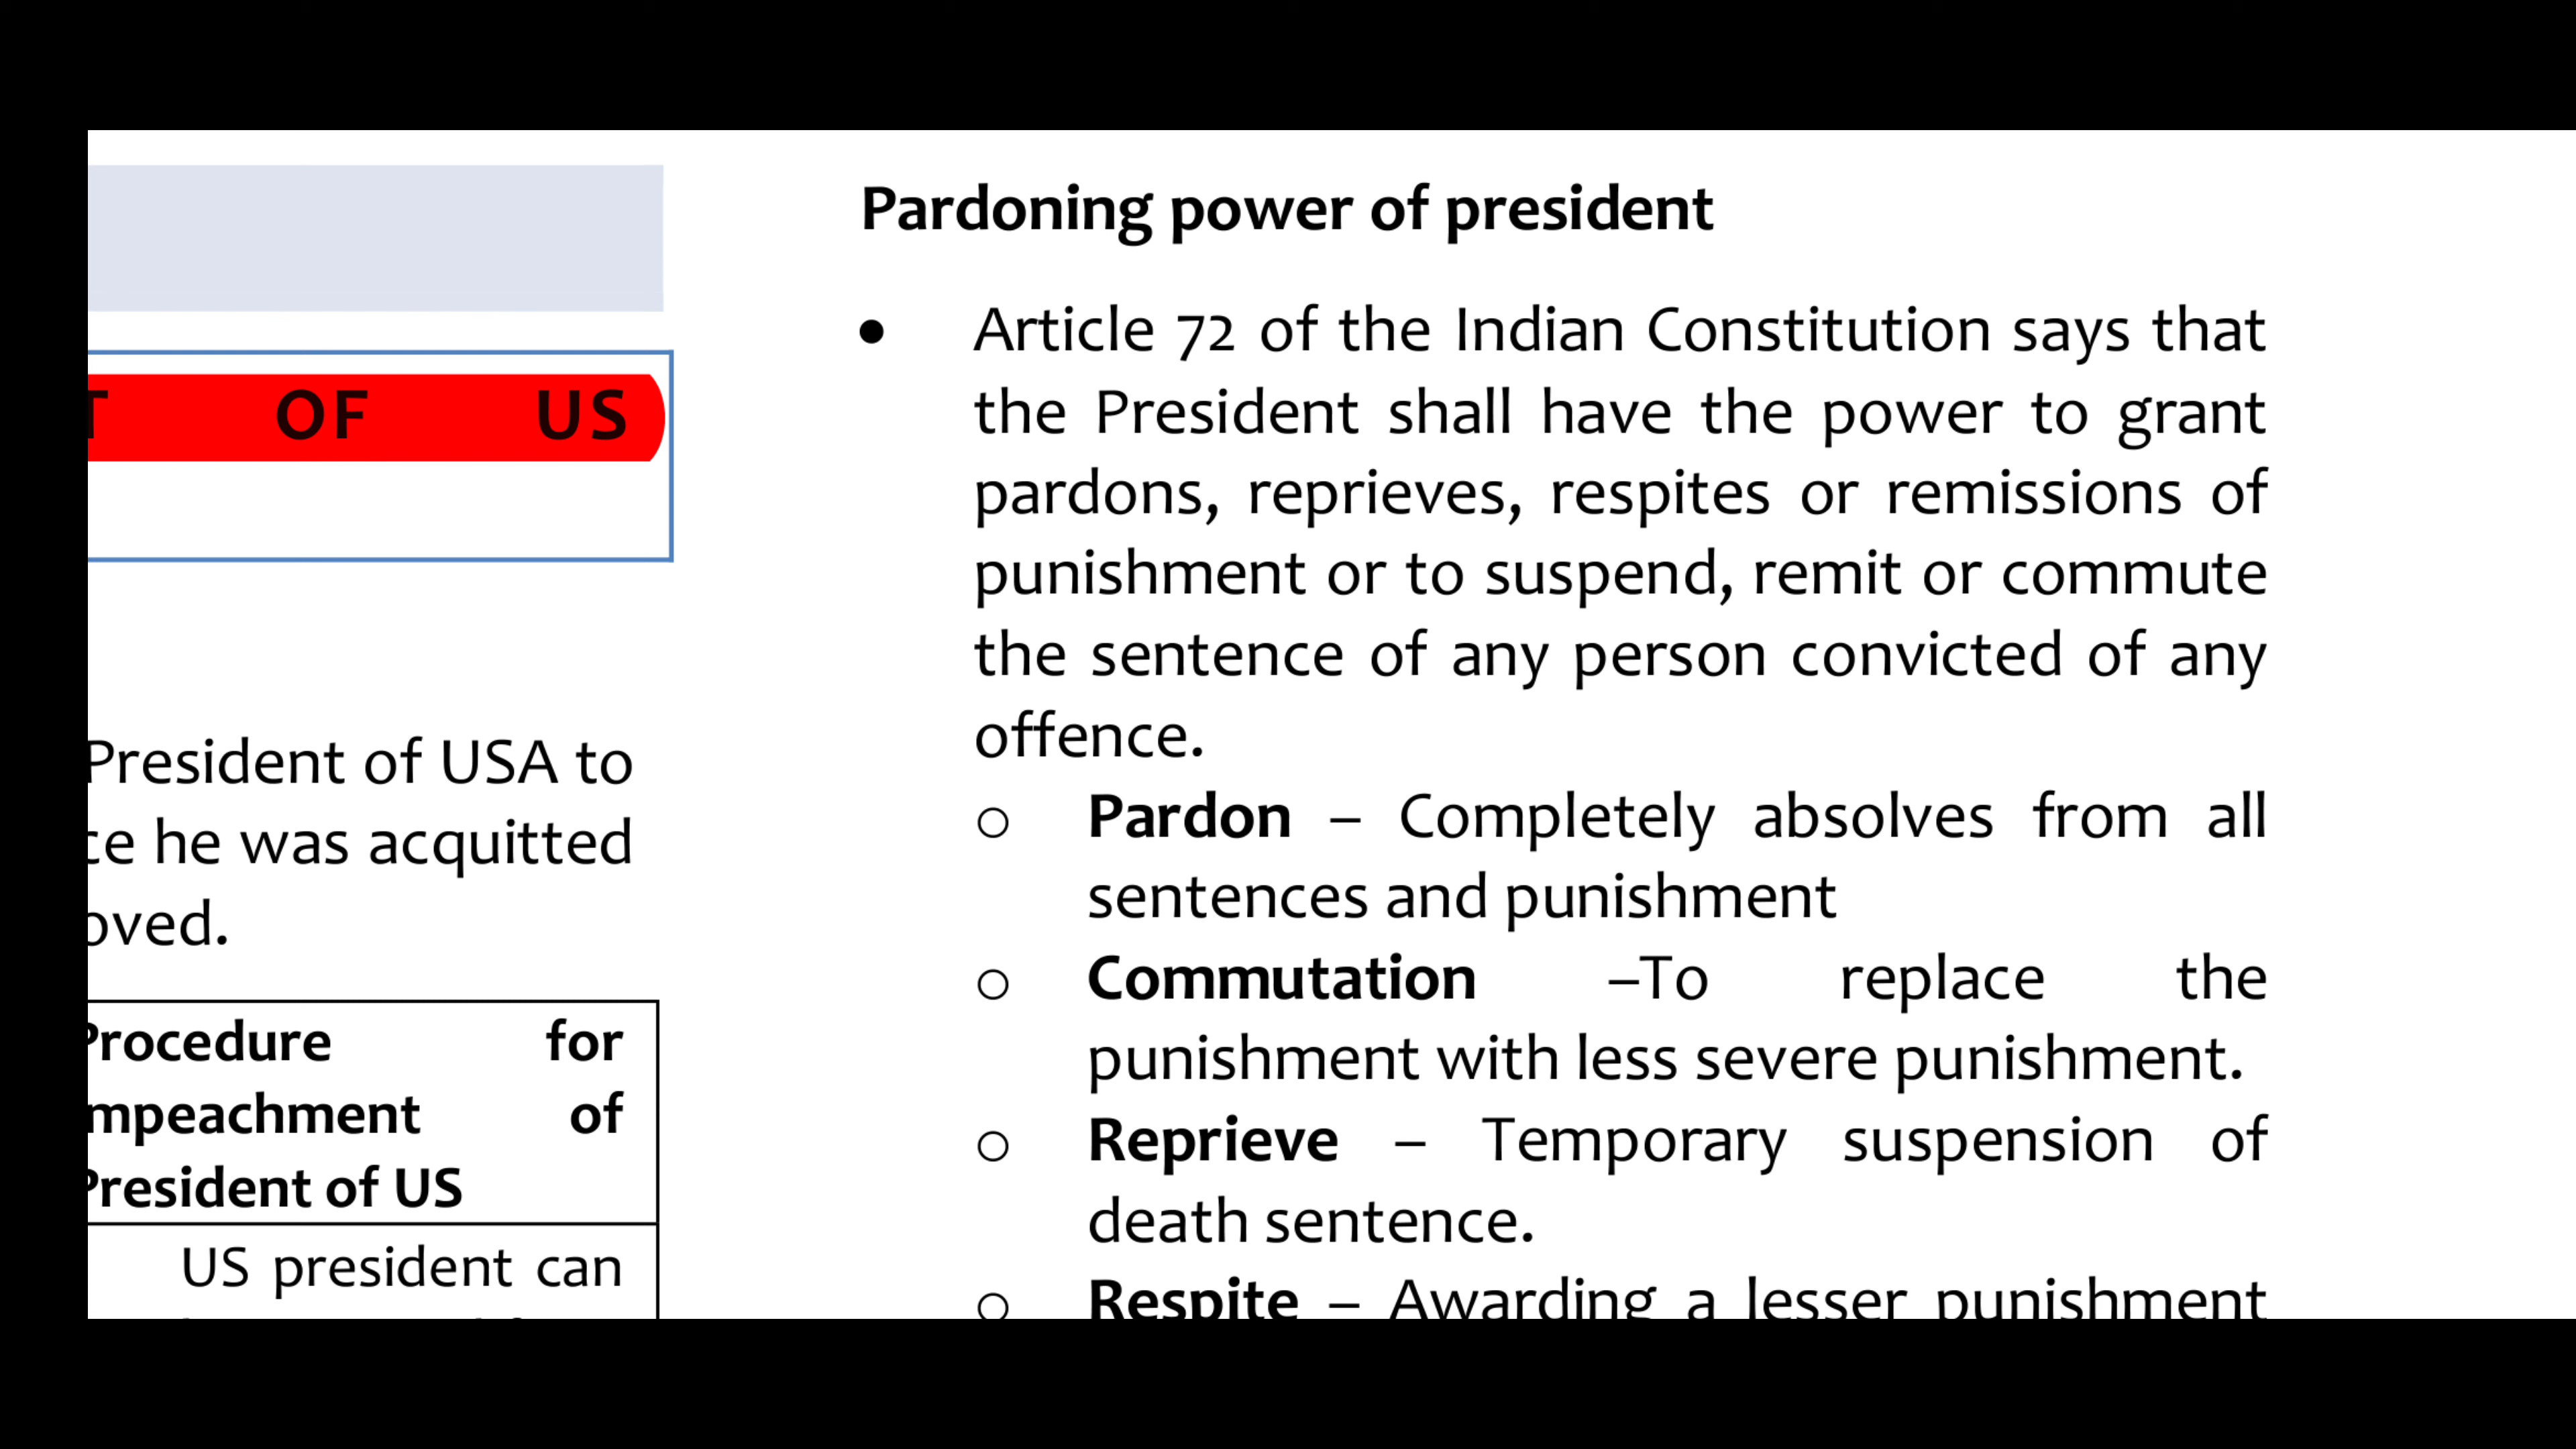 OF US
President of USA to
he was acquitted
for
of
President of US
US president can
Pardoning power of president
• Article 72 of the Indian Constitution says that
the President shall have the power to grant
pardons, reprieves, respites or remissions of
punishment or to suspend, remit or commute
the sentence of any person convicted of any
offence.
o Pardon – Completely absolves from all
sentences and punishment
o Commutation –To replace the
punishment with less severe punishment.
o Reprieve – Temporary suspension of
death sentence.
o Respite – Awarding a lesser punishment